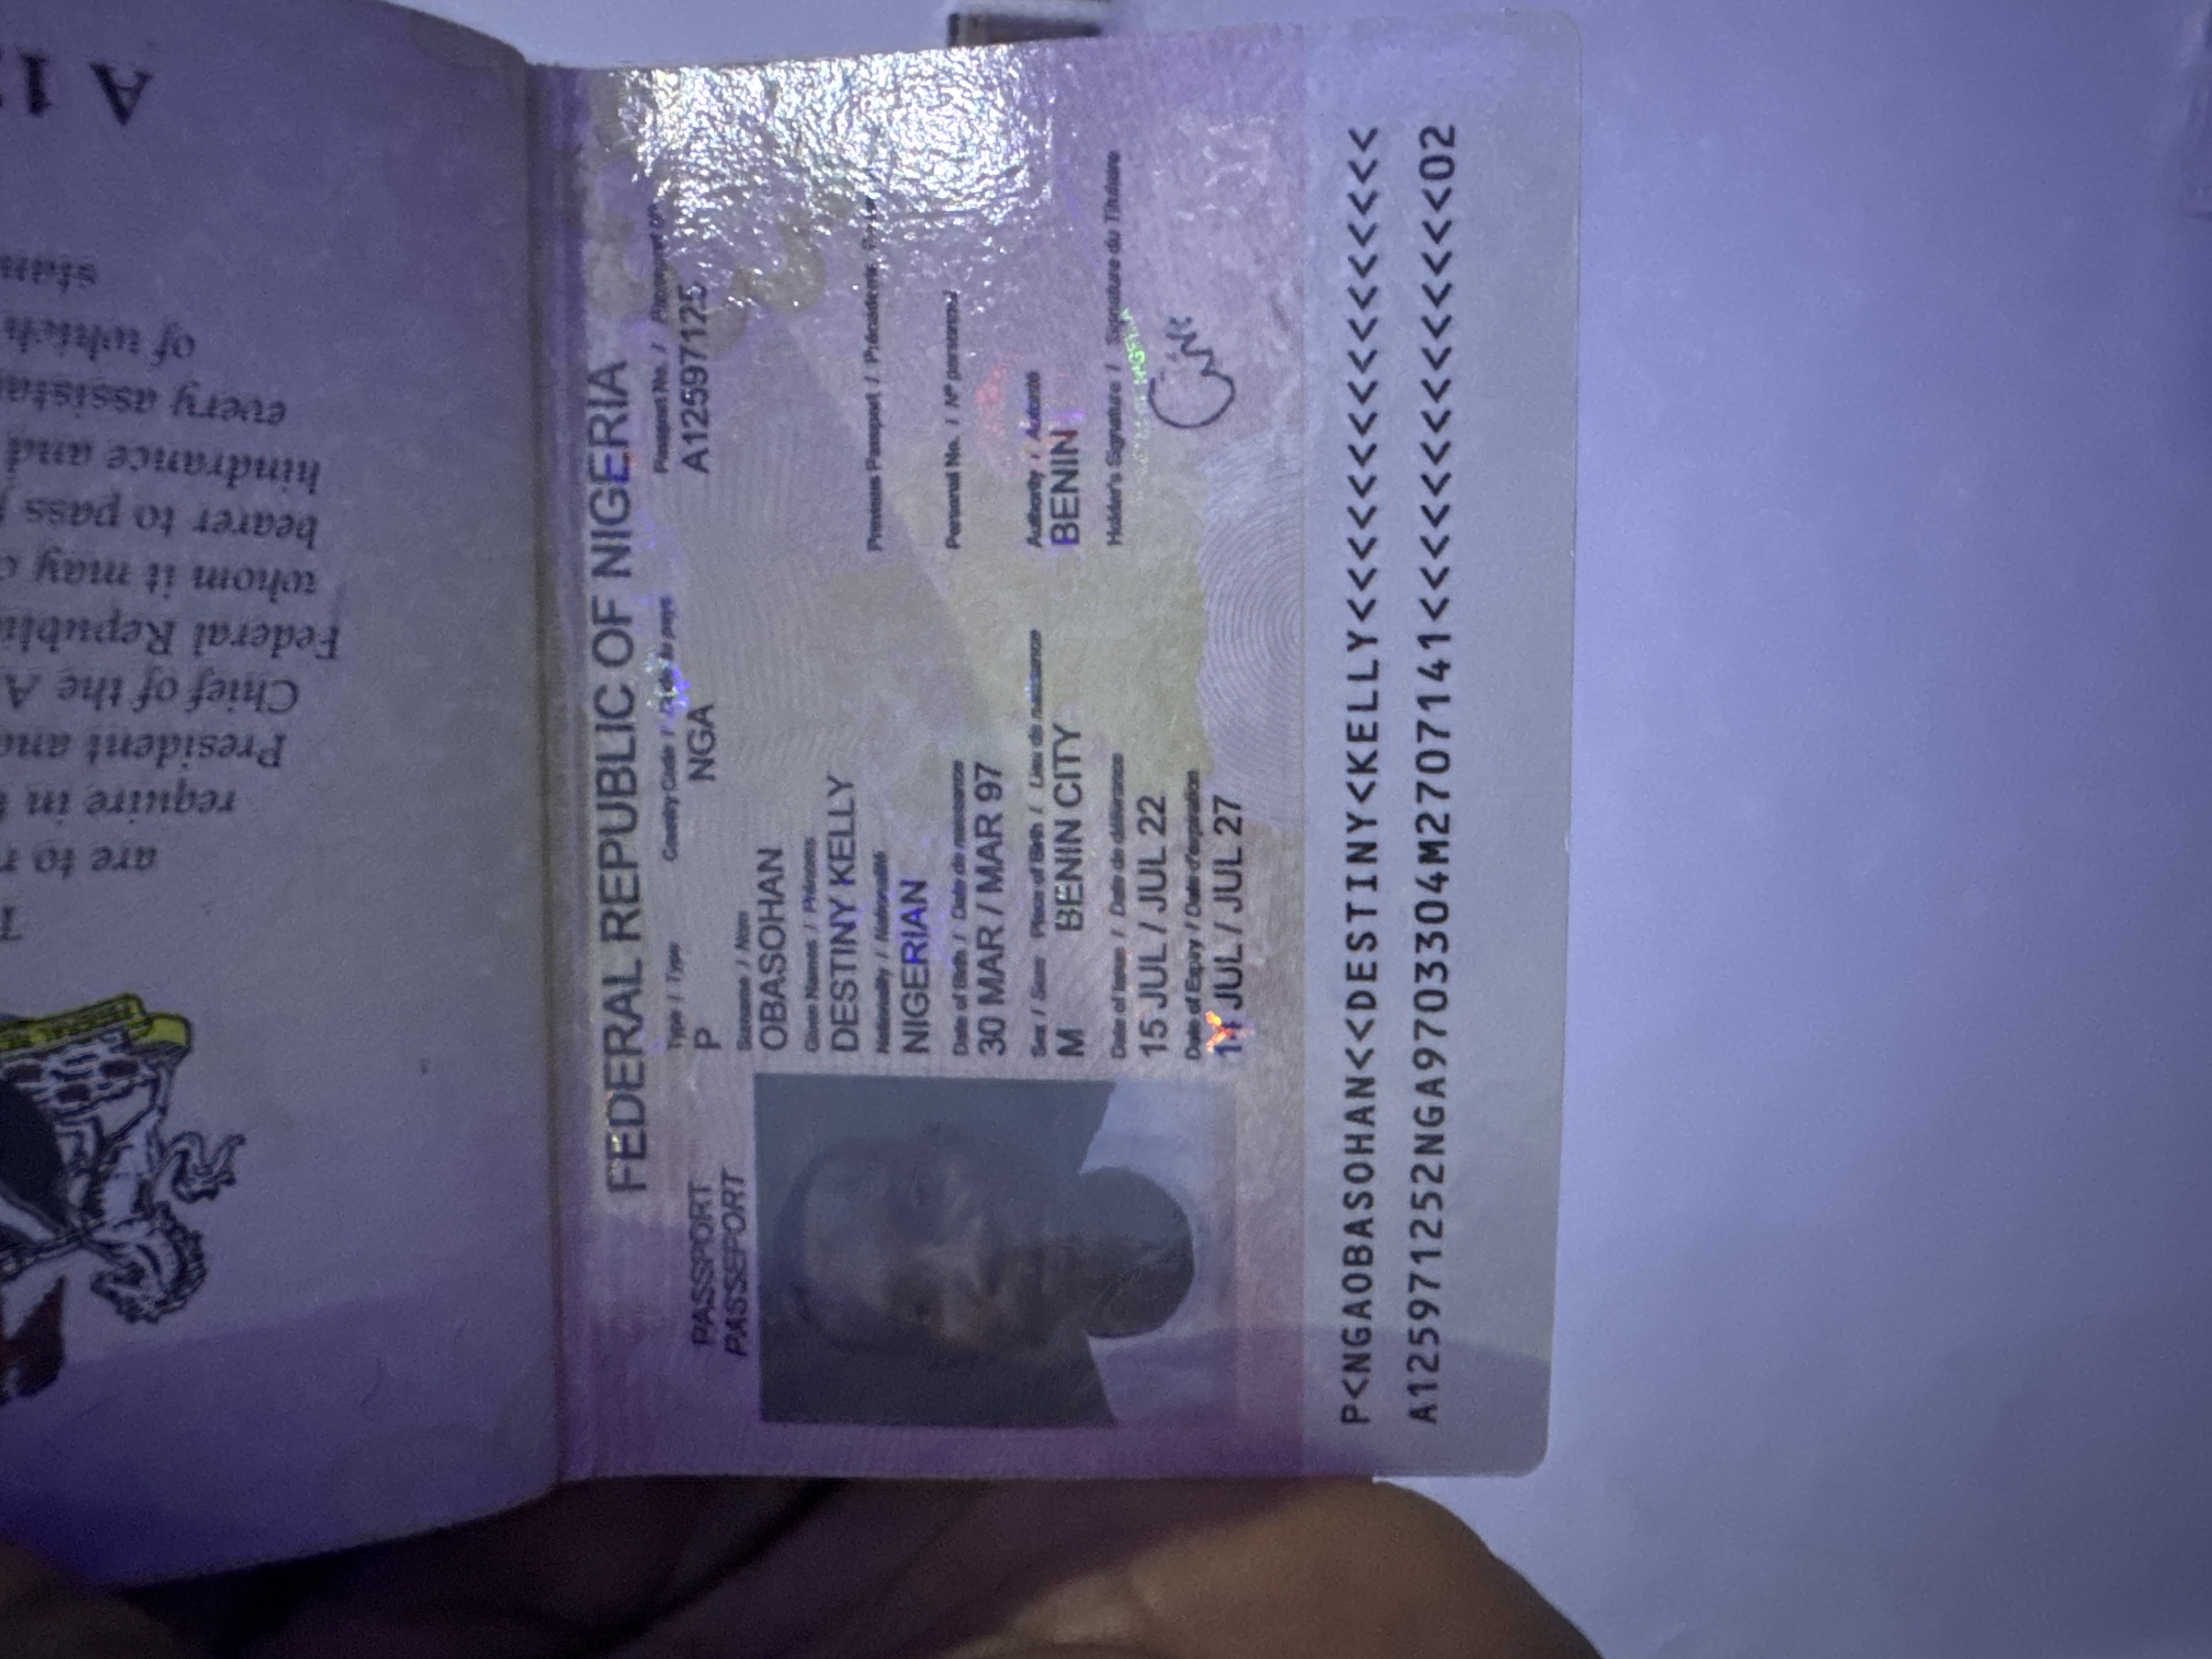 T
are to r
require in
President and
Chief of the A
Federal Republi
whom it may c
bearer to pass f
hindrance and
every assista
of which
stam
A 1
FEDERAL REPUBLIC OF NIGERIA
PASSPORT
PASSEPORT
Type / Type Country Code / Code du pays Passport No. / Passeport n°
P NGA A12597125
Surname / Nom
OBASOHAN
Given Names / Prénoms
DESTINY KELLY
Nationality / Nationalité Previous Passport / Précédente
NIGERIAN
Date of Birth / Date de naissance Personal No. / N° personnel
30 MAR / MAR 97
Sex / Sexe Place of Birth / Lieu de naissance Authority / Autorité
M BENIN CITY BENIN
Date of Issue / Date de délivrance Holder's Signature / Signature du Titulaire
15 JUL / JUL 22
Date of Expiry / Date d'expiration
14 JUL / JUL 27
P<NGAOBASOHAN<<DESTINY<KELLY<<<<<<<<<<<<<<<<
A125971252NGA9703304M2707141<<<<<<<<<<<<<<02